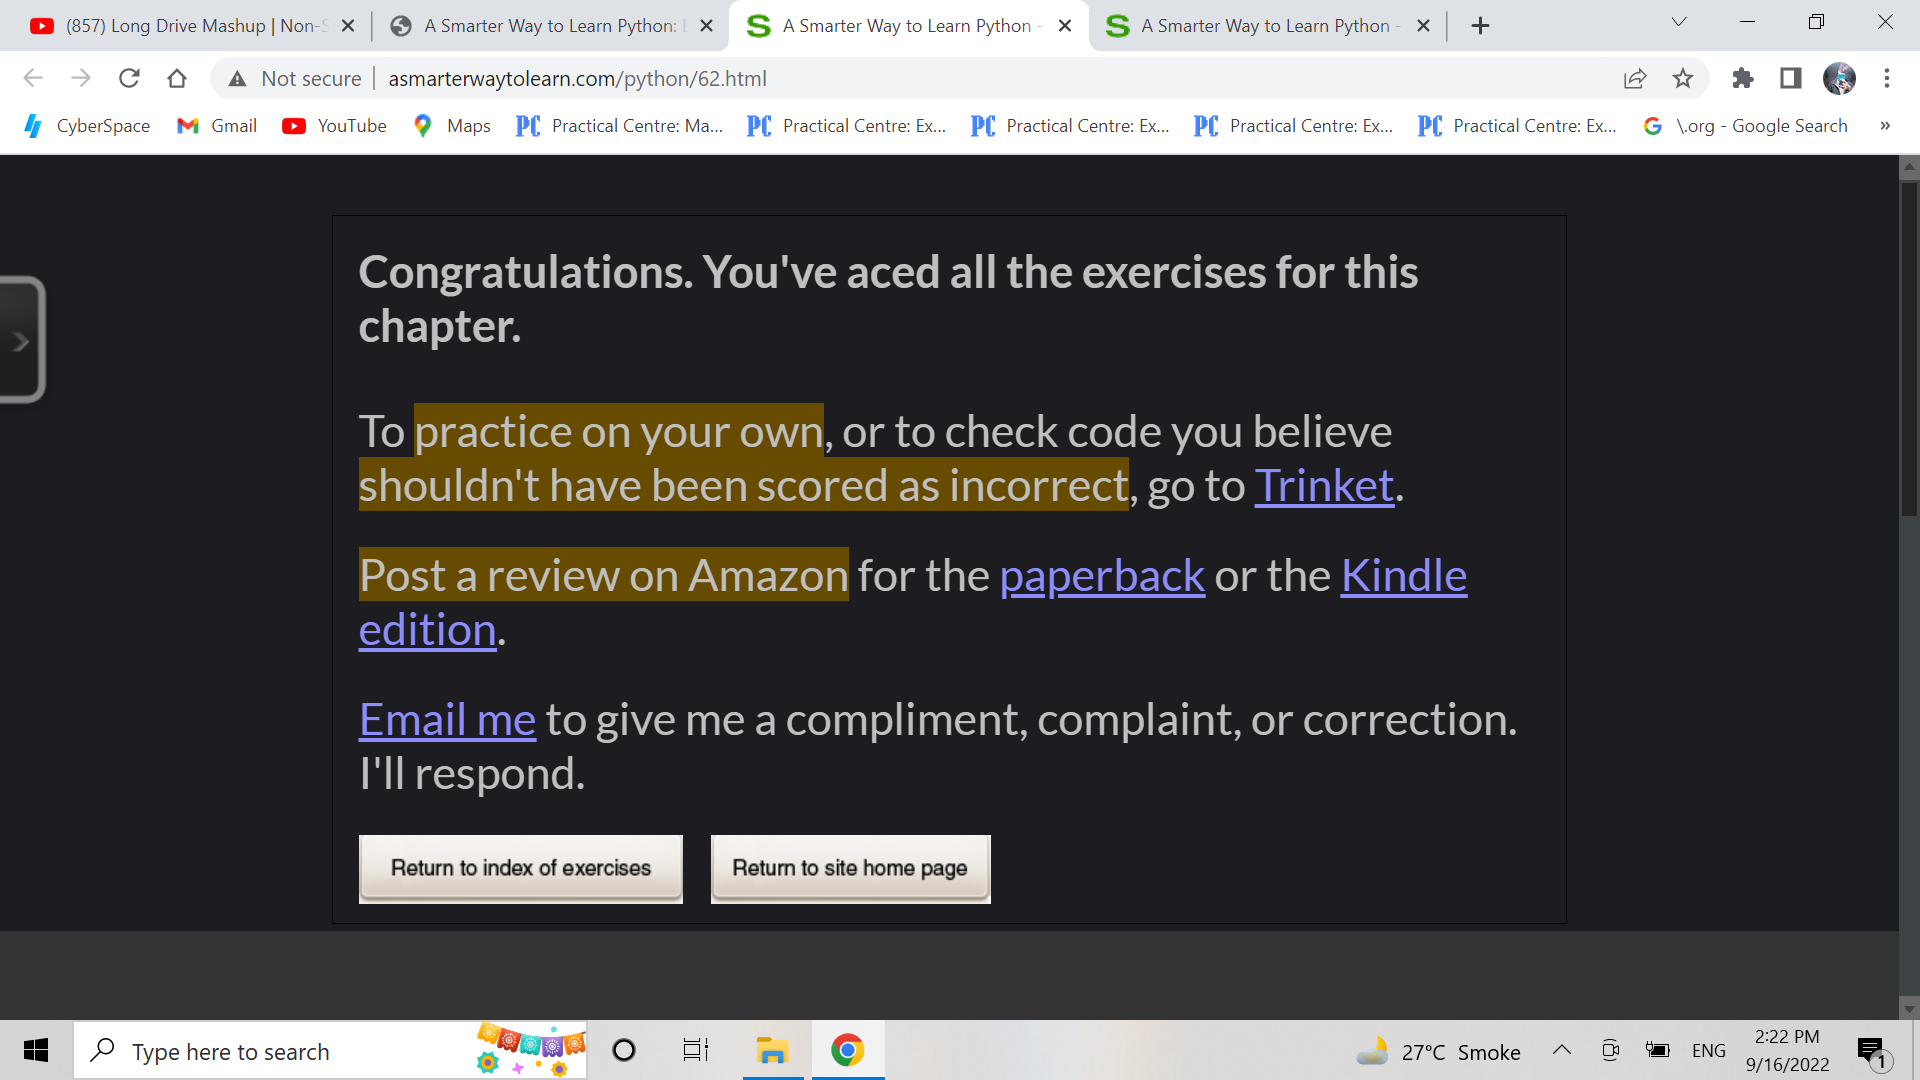 (857) Long Drive Mashup | Non-S
A Smarter Way to Learn Python: L
A Smarter Way to Learn Python -
A Smarter Way to Learn Python -
Not secure
asmarterwaytolearn.com/python/62.html
CyberSpace
Gmail
YouTube
Maps
PC Practical Centre: Ma...
PC Practical Centre: Ex...
PC Practical Centre: Ex...
PC Practical Centre: Ex...
PC Practical Centre: Ex...
\.org - Google Search
»
Congratulations. You've aced all the exercises for this
chapter.
To practice on your own, or to check code you believe
shouldn't have been scored as incorrect, go to Trinket.
Post a review on Amazon for the paperback or the Kindle
edition.
Email me to give me a compliment, complaint, or correction.
I'll respond.
Return to index of exercises
Return to site home page
Type here to search
27°C Smoke
ENG
2:22 PM
9/16/2022
1